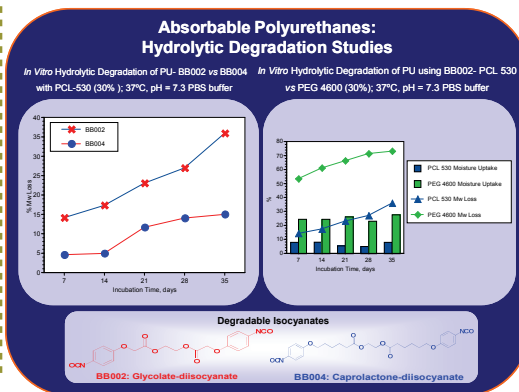 Absorbable Polyurethanes:
Hydrolytic Degradation Studies
In Vitro Hydrolytic Degradation of PU- BB002 vs BB004
with PCL-530 (30% ); 37ºC, pH = 7.3 PBS buffer
In Vitro Hydrolytic Degradation of PU using BB002- PCL 530
vs PEG 4600 (30%); 37ºC, pH = 7.3 PBS buffer
BB002
BB004
% Mw Loss
40
35
30
25
20
15
10
5
0
7 14 21 28 35
Incubation Time, days
%
80
70
60
50
40
30
20
10
0
7 14 21 28 35
Incubation Time, days
PCL 530 Moisture Uptake
PEG 4600 Moisture Uptake
PCL 530 Mw Loss
PEG 4600 Mw Loss
Degradable Isocyanates
OCN O O O O O O NCO
BB002: Glycolate-diisocyanate
OCN O O O O O O NCO
BB004: Caprolactone-diisocyanate